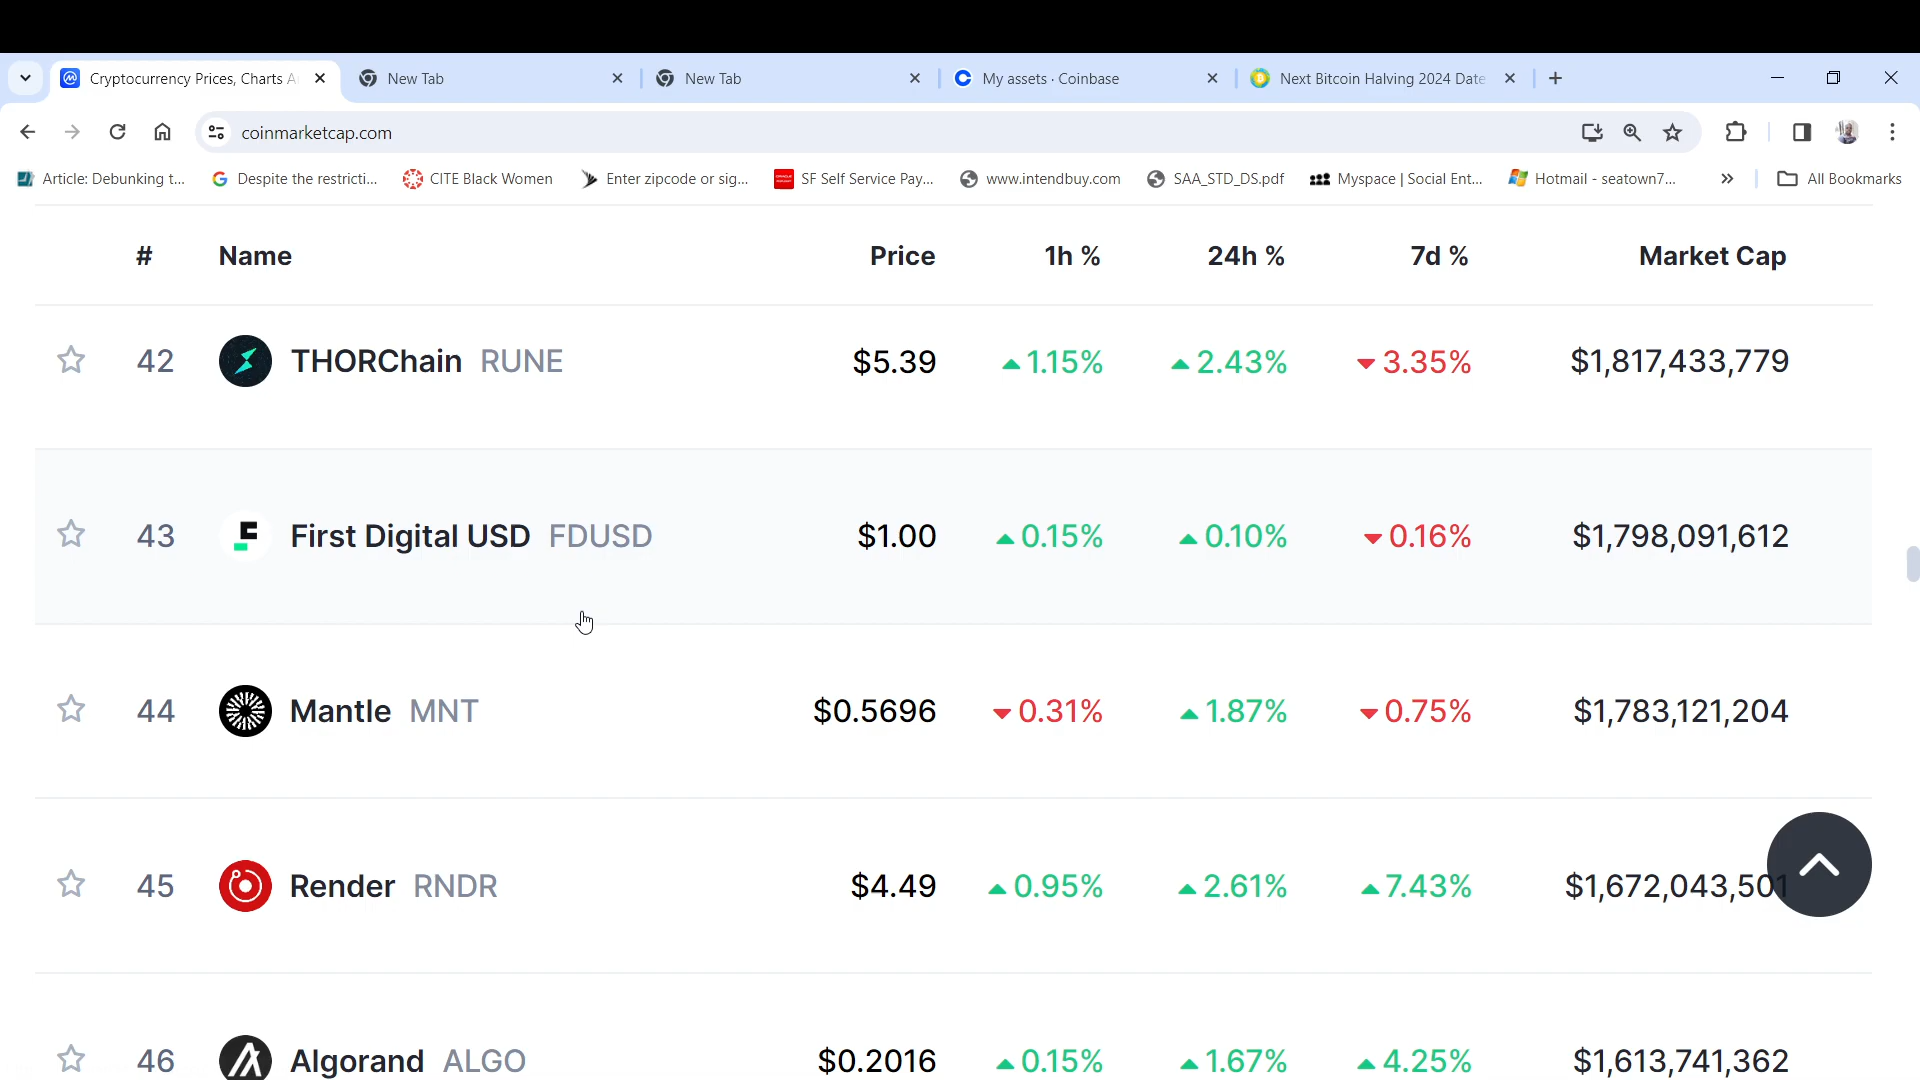 Cryptocurrency Prices, Charts A
New Tab
New Tab
My assets · Coinbase
Next Bitcoin Halving 2024 Date
coinmarketcap.com
Article: Debunking t...
Despite the restricti...
CITE Black Women
Enter zipcode or sig...
SF Self Service Pay...
www.intendbuy.com
SAA_STD_DS.pdf
Myspace | Social Ent...
Hotmail - seatown7...
All Bookmarks
# Name Price 1h % 24h % 7d % Market Cap
42 THORChain RUNE $5.39 1.15% 2.43% 3.35% $1,817,433,779
43 First Digital USD FDUSD $1.00 0.15% 0.10% 0.16% $1,798,091,612
44 Mantle MNT $0.5696 0.31% 1.87% 0.75% $1,783,121,204
45 Render RNDR $4.49 0.95% 2.61% 7.43% $1,672,043,501
46 Algorand ALGO $0.2016 0.15% 1.67% 4.25% $1,613,741,362